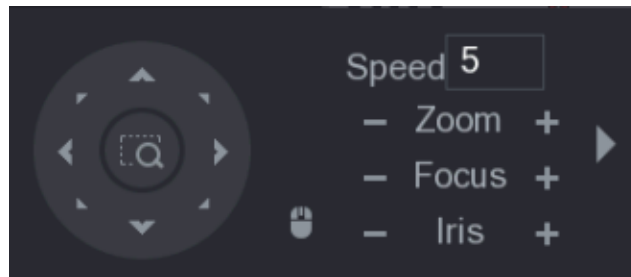 Speed 5
− Zoom +
− Focus +
− Iris +